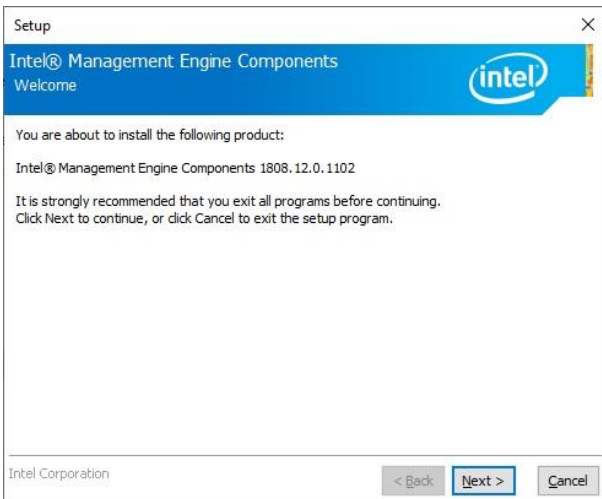 Setup
Intel® Management Engine Components
Welcome
intel
You are about to install the following product:
Intel® Management Engine Components 1808.12.0.1102
It is strongly recommended that you exit all programs before continuing.
Click Next to continue, or click Cancel to exit the setup program.
Intel Corporation
< Back Next > Cancel